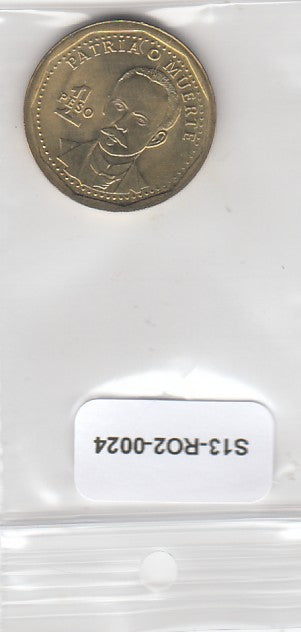 PATRIA O MUERTE
1
PESO
S13-RO2-0024